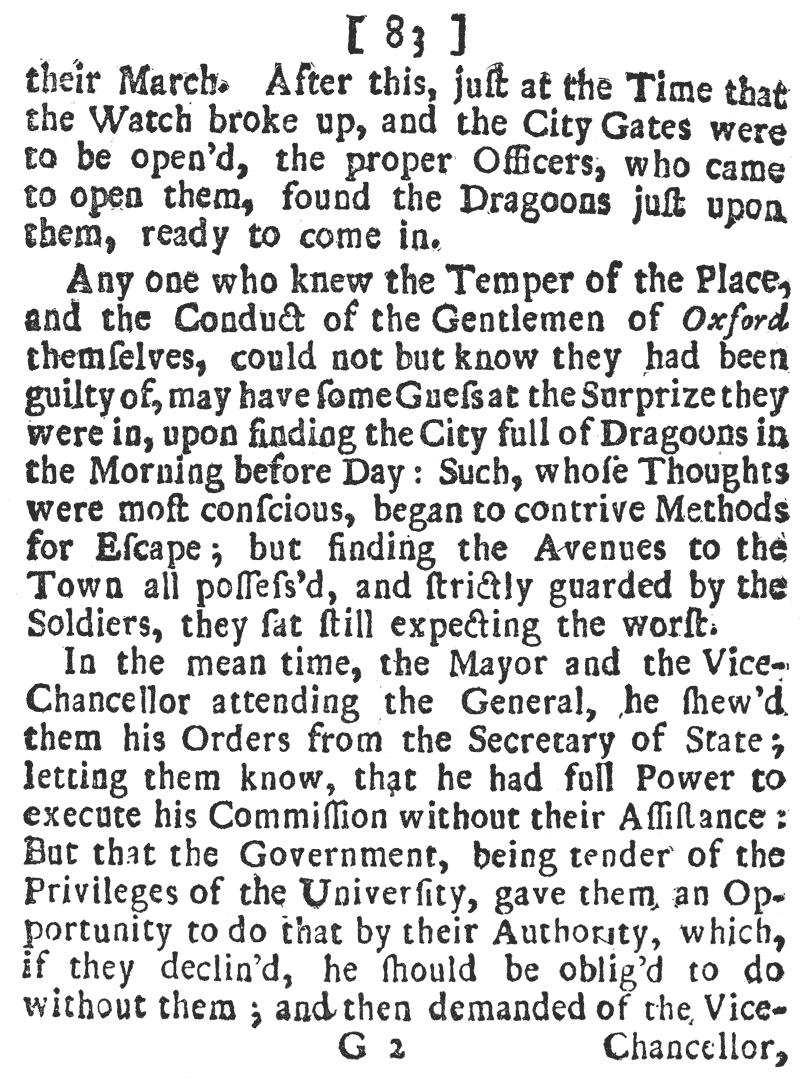 [ 83 ]
their March. After this, juſt at the Time that
the Watch broke up, and the City Gates were
to be open'd, the proper Officers, who came
to open them, found the Dragoons juſt upon
them, ready to come in.
Any one who knew the Temper of the Place,
and the Conduct of the Gentlemen of Oxford
themſelves, could not but know they had been
guilty of, may have ſome Gueſs at the Surprize they
were in, upon finding the City full of Dragoons in
the Morning before Day : Such, whoſe Thoughts
were moſt conſcious, began to contrive Methods
for Eſcape ; but finding the Avenues to the
Town all poſſeſs'd, and ſtrictly guarded by the
Soldiers, they ſat ſtill expecting the worſt.
In the mean time, the Mayor and the Vice-
Chancellor attending the General, he ſhew'd
them his Orders from the Secretary of State ;
letting them know, that he had full Power to
execute his Commiſſion without their Aſſiſtance :
But that the Government, being tender of the
Privileges of the Univerſity, gave them an Op-
portunity to do that by their Authority, which,
if they declin'd, he ſhould be oblig'd to do
without them ; and then demanded of the Vice-
G 2 Chancellor,